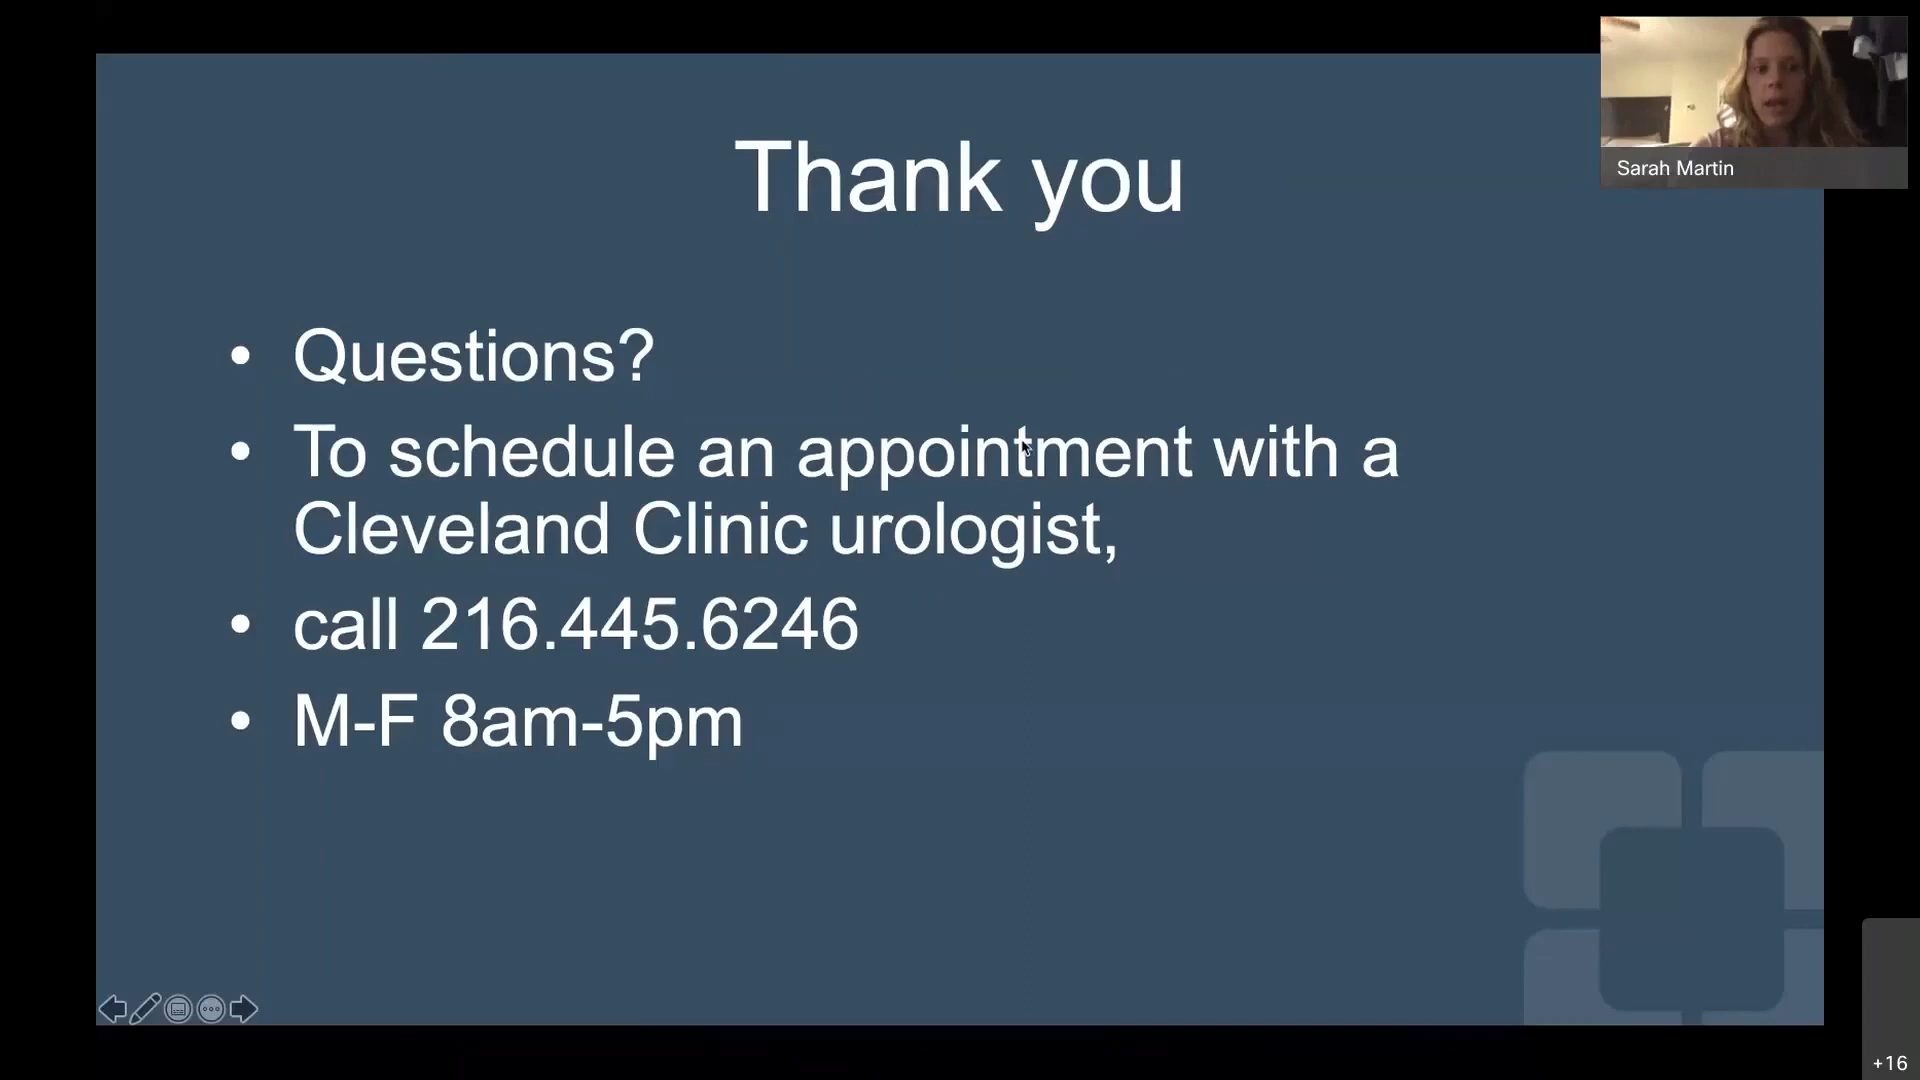 Thank you
Sarah Martin
• Questions?
• To schedule an appointment with a
Cleveland Clinic urologist,
• call 216.445.6246
• M-F 8am-5pm
+16